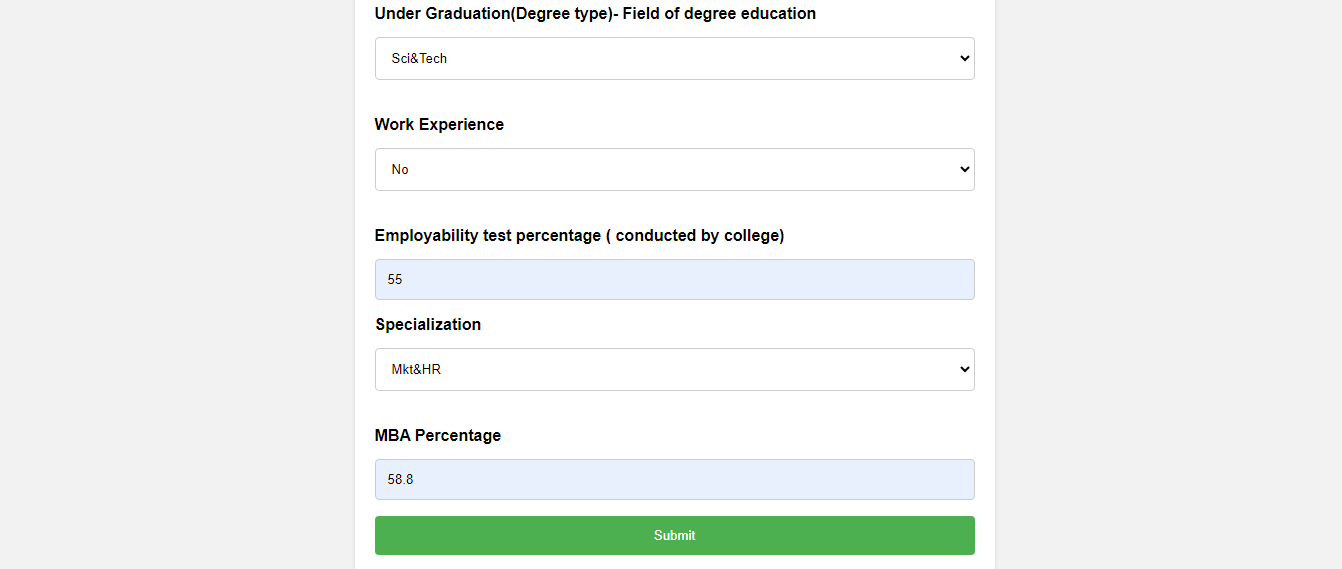 Under Graduation(Degree type)- Field of degree education
Sci&Tech
Work Experience
No
Employability test percentage ( conducted by college)
55
Specialization
Mkt&HR
MBA Percentage
58.8
Submit